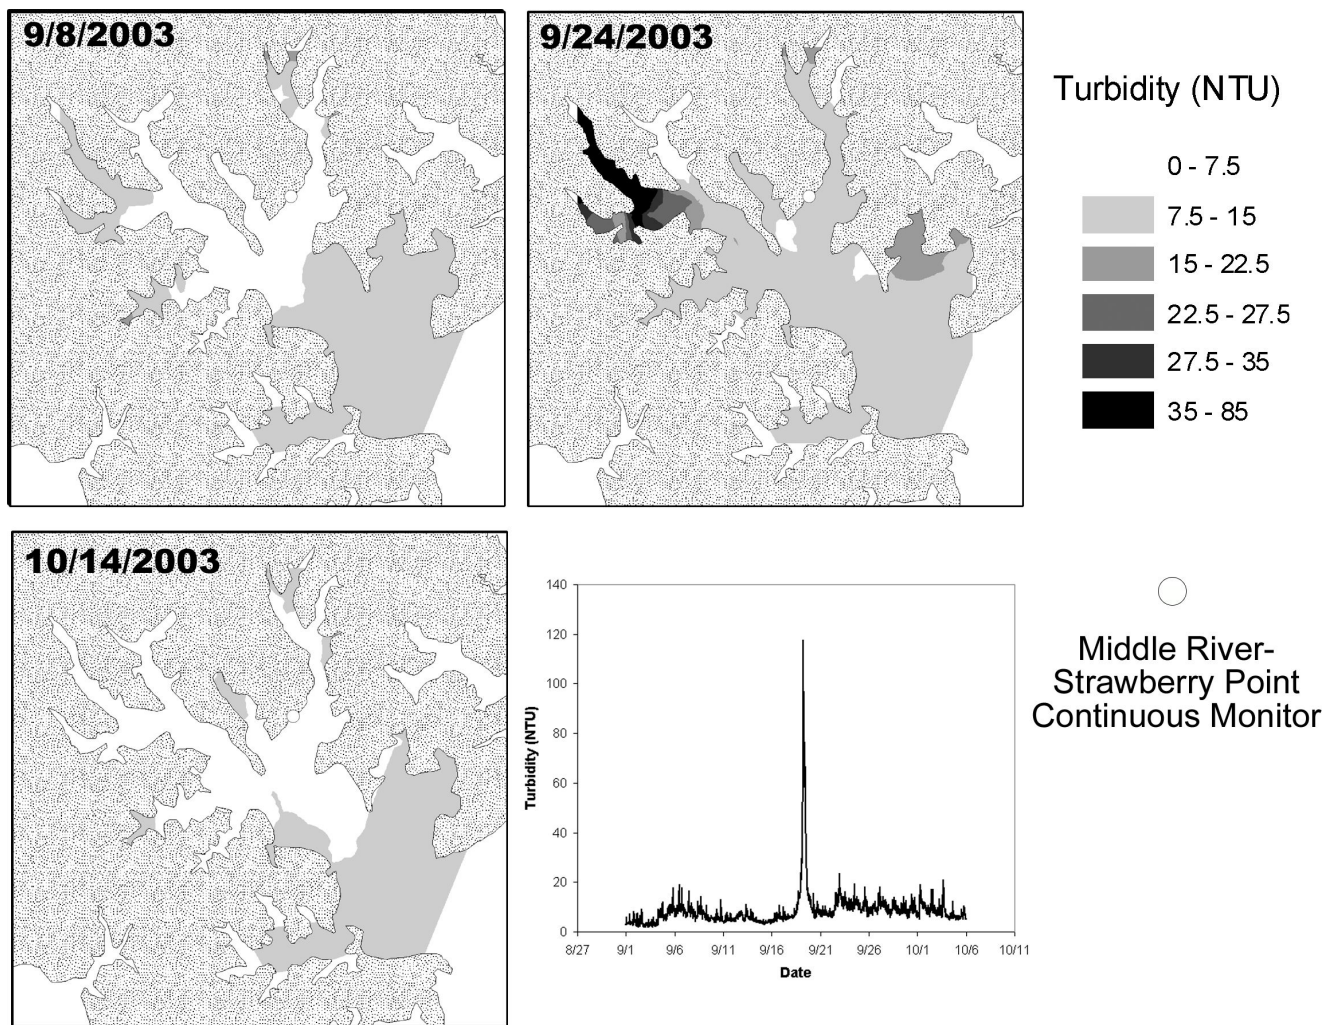 9/8/2003
9/24/2003
Turbidity (NTU)
0 - 7.5
7.5 - 15
15 - 22.5
22.5 - 27.5
27.5 - 35
35 - 85
10/14/2003
140
120
100
80
60
40
20
0
Turbidity (NTU)
8/27
9/1
9/6
9/11
9/16
9/21
9/26
10/1
10/6
10/11
Date
Middle River-
Strawberry Point
Continuous Monitor